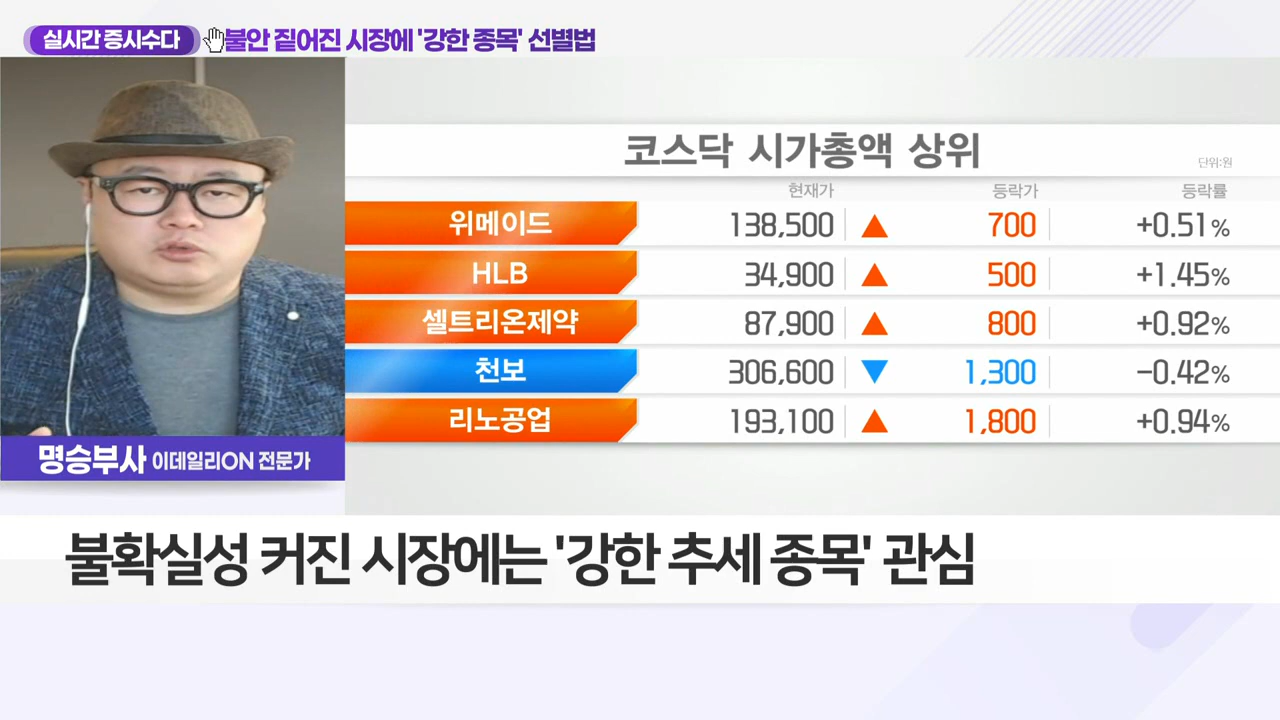 실시간 증시수다 불안 짙어진 시장에 '강한 종목' 선별법
코스닥 시가총액 상위
단위:원
현재가 등락가 등락률
위메이드 138,500 ▲ 700 +0.51%
HLB 34,900 ▲ 500 +1.45%
셀트리온제약 87,900 ▲ 800 +0.92%
천보 306,600 ▼ 1,300 -0.42%
리노공업 193,100 ▲ 1,800 +0.94%
명승부사 이데일리ON 전문가
불확실성 커진 시장에는 '강한 추세 종목' 관심